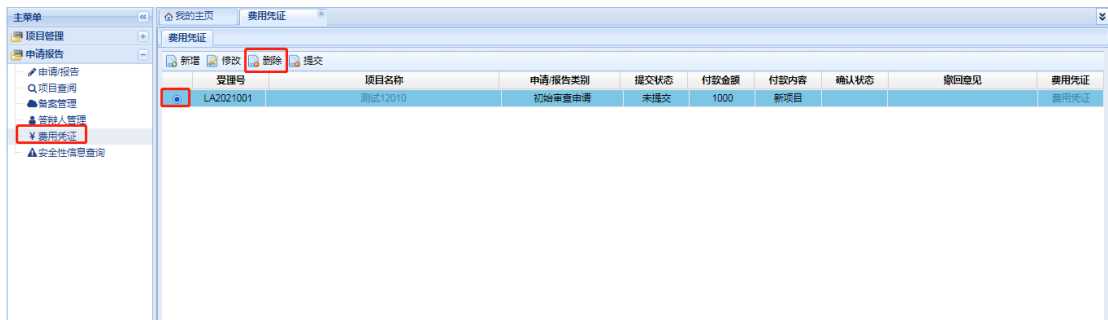 主菜单
我的主页
费用凭证
项目管理
费用凭证
申请报告
新增 修改 删除 提交
申请/报告
受理号 项目名称 申请/报告类别 提交状态 付款金额 付款内容 确认状态 撤回意见 费用凭证
项目查阅
LA2021001 测试12010 初始审查申请 未提交 1000 新项目 费用凭证
备案管理
答辩人管理
¥ 费用凭证
安全性信息查询